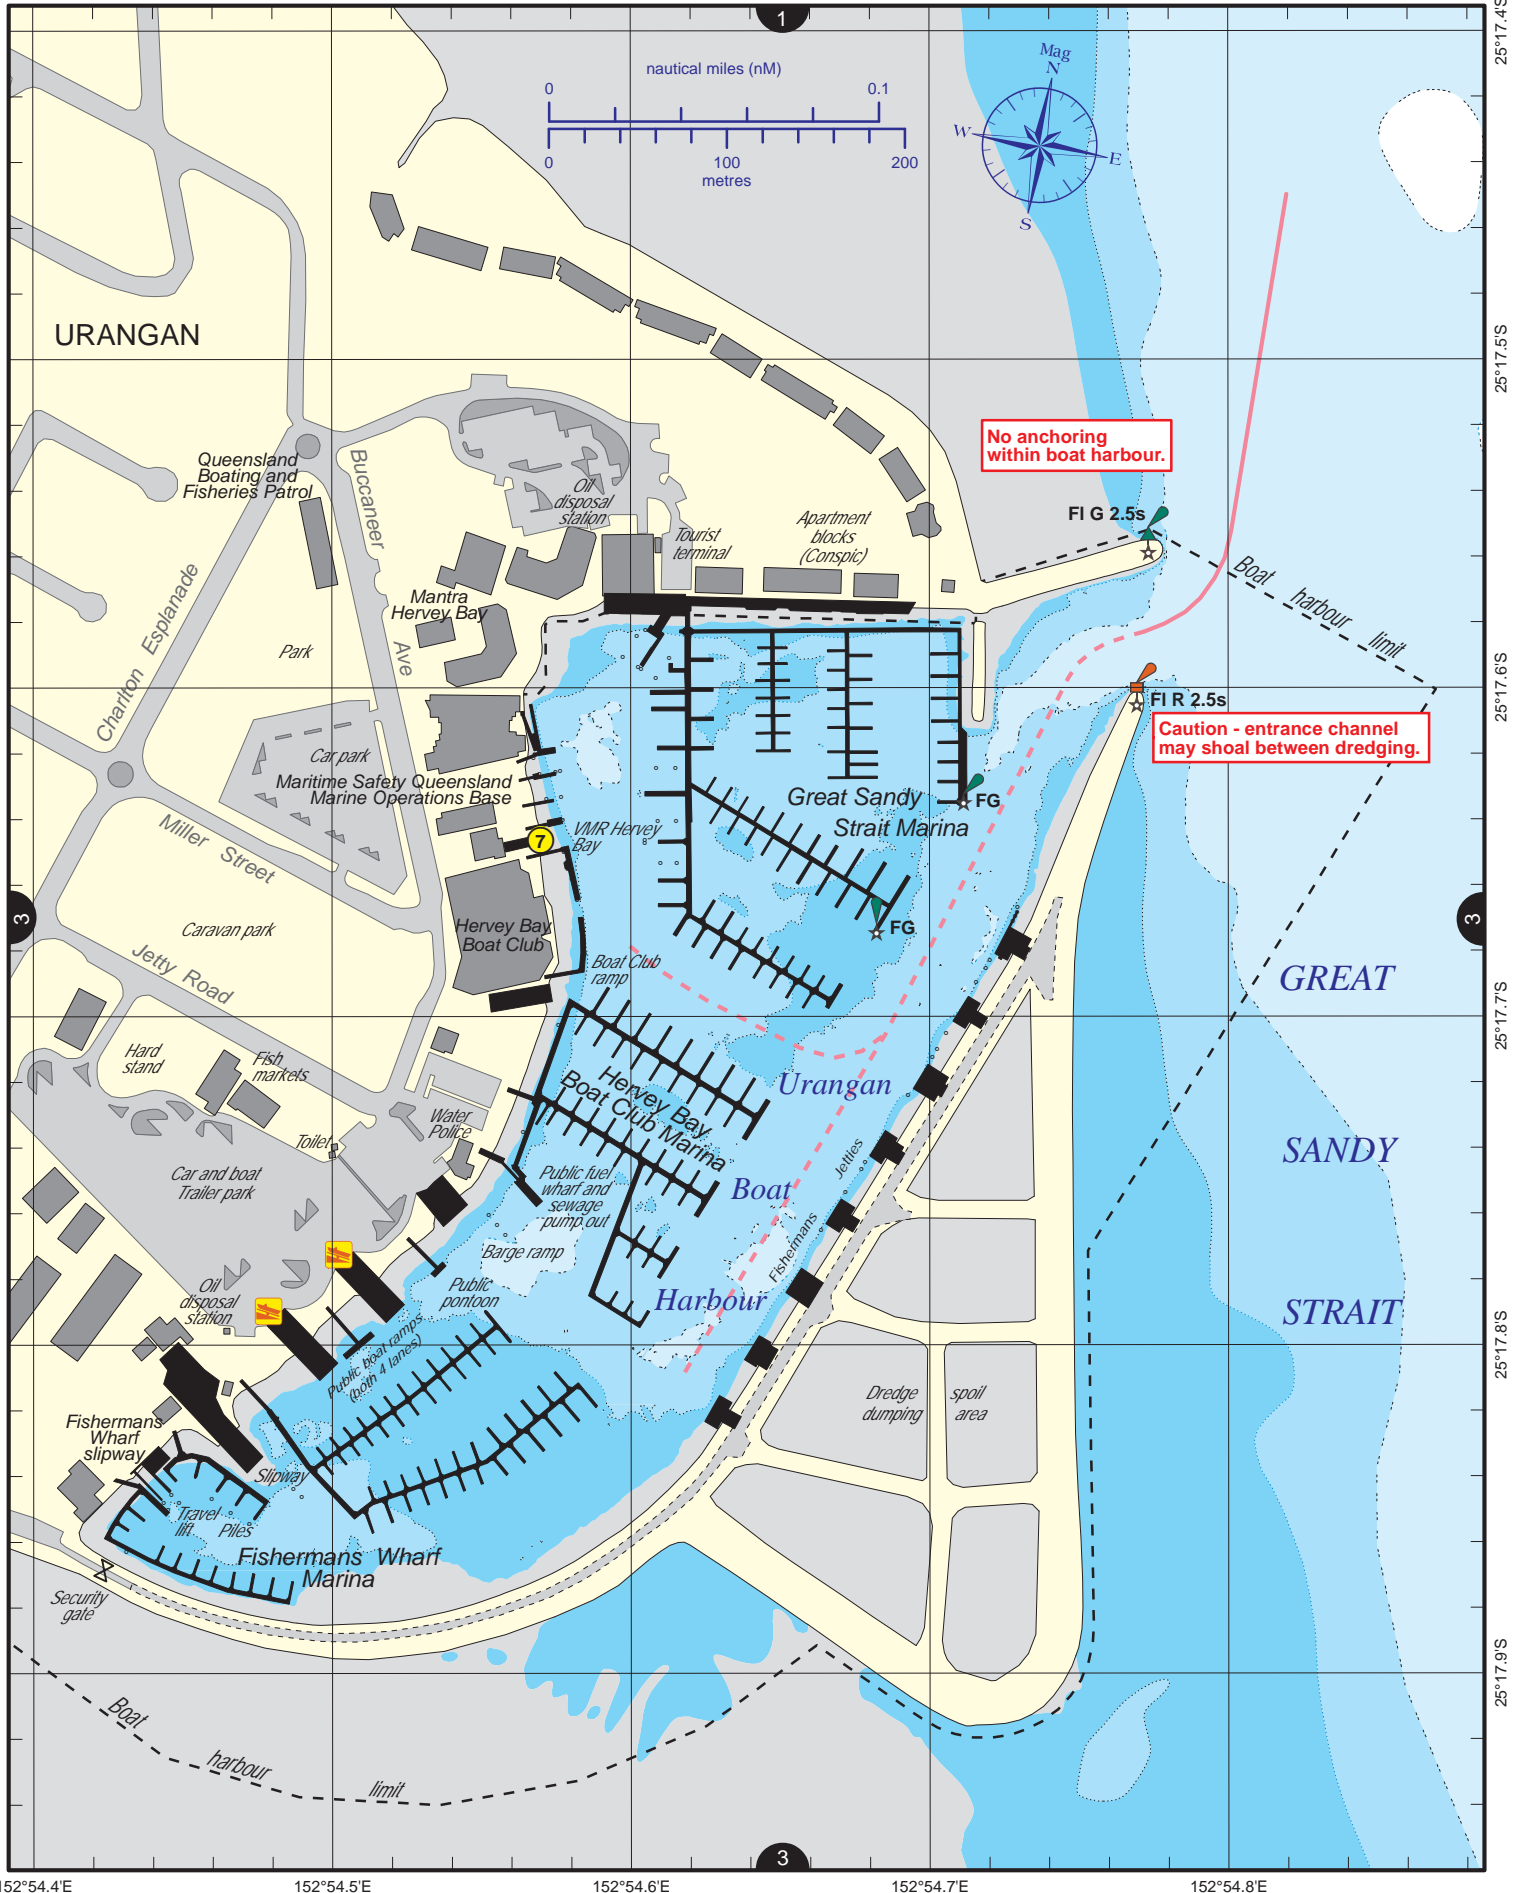 1
25°17.4'S
nautical miles (nM)
0
0.1
0
100
200
metres
Mag
N
W
E
S
URANGAN
25°17.5'S
No anchoring
within boat harbour.
Queensland
Boating and
Fisheries Patrol
Buccaneer
Ave
Oil
disposal
station
Tourist
terminal
Apartment
blocks
(Conspic)
Fl G 2.5s
Boat
harbour
limit
Mantra
Hervey Bay
Charlton Esplanade
Park
25°17.6'S
Fl R 2.5s
Caution - entrance channel
may shoal between dredging.
Car park
Maritime Safety Queensland
Marine Operations Base
Great Sandy
Strait Marina
FG
Miller Street
7
VMR Hervey
Bay
3
3
Caravan park
Hervey Bay
Boat Club
FG
Jetty Road
Boat Club
ramp
GREAT
25°17.7'S
Hard
stand
Fish
markets
Hervey Bay
Boat Club Marina
Urangan
Water
Police
Toilet
Jetties
SANDY
Car and boat
Trailer park
Public fuel
wharf and
sewage
pump out
Boat
Fishermans
Barge ramp
Oil
disposal
station
Public
pontoon
Harbour
STRAIT
25°17.8'S
Public boat ramps
(both 4 lanes)
Dredge
dumping
spoil
area
Fishermans
Wharf
slipway
Slipway
Travel
lift
Piles
Fishermans Wharf
Marina
Security
gate
25°17.9'S
Boat
harbour
limit
3
152°54.4'E
152°54.5'E
152°54.6'E
152°54.7'E
152°54.8'E